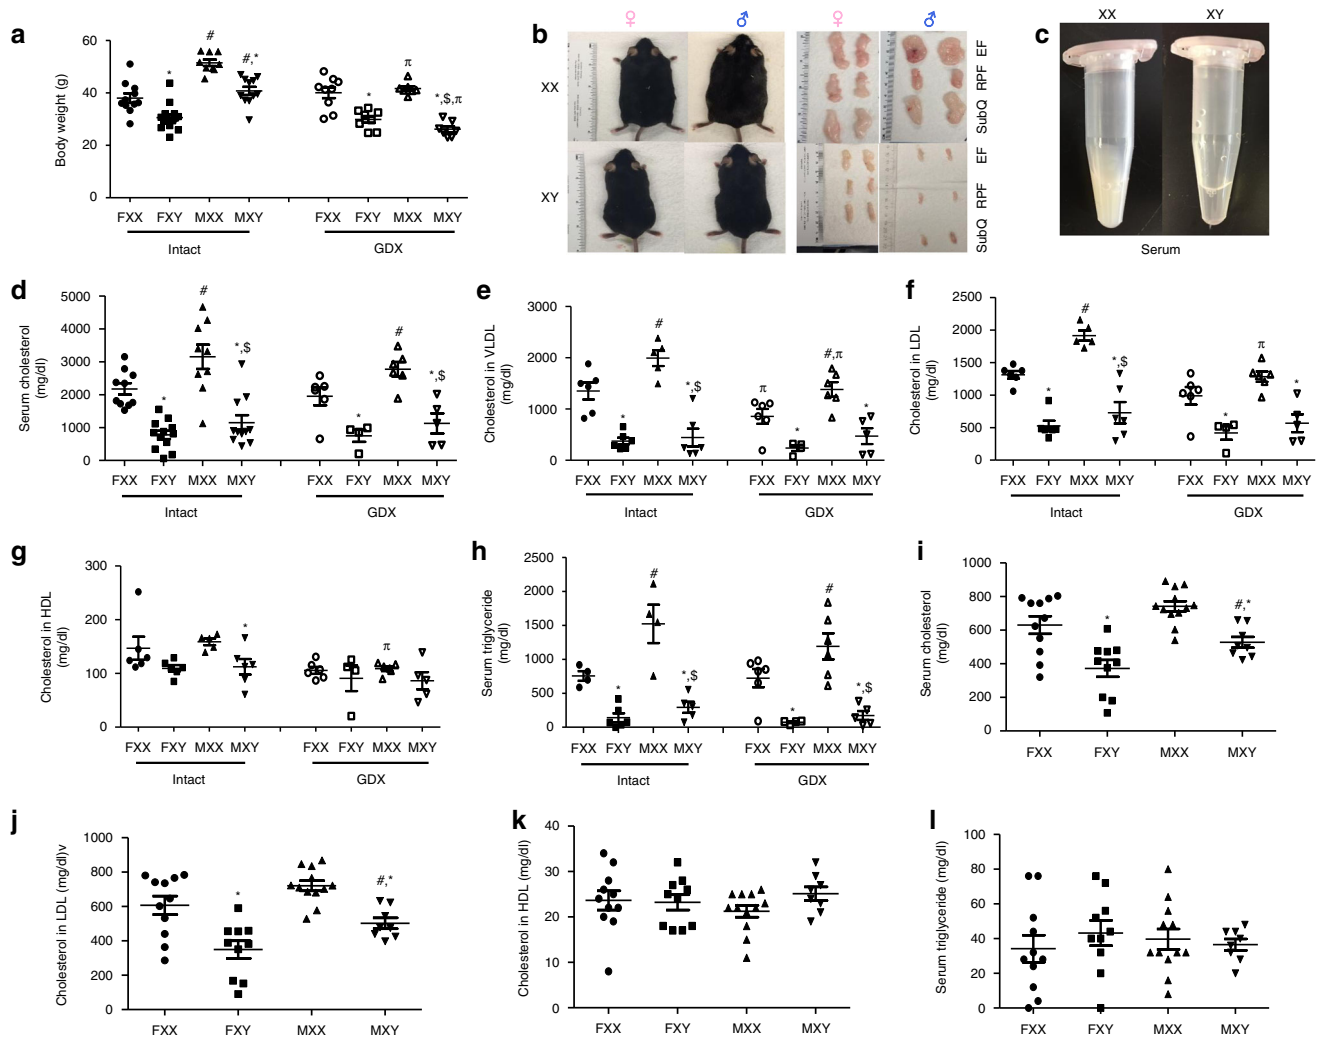 a
Body weight (g)
60
40
20
0
#
*
#,*
π
*
*,$,π
FXX FXY MXX MXY FXX FXY MXX MXY
Intact GDX
b
♀ ♂ ♀ ♂
XX
XY
EF
RPF
SubQ
EF
RPF
SubQ
c
XX XY
Serum
d
Serum cholesterol
(mg/dl)
5000
4000
3000
2000
1000
0
#
*
*,$
#
*
*,$
FXX FXY MXX MXY FXX FXY MXX MXY
Intact GDX
e
Cholesterol in VLDL
(mg/dl)
3000
2000
1000
0
#
*
*,$
π
*
#,π
*
FXX FXY MXX MXY FXX FXY MXX MXY
Intact GDX
f
Cholesterol in LDL
(mg/dl)
2500
2000
1500
1000
500
0
#
*
*,$
π
*
*
FXX FXY MXX MXY FXX FXY MXX MXY
Intact GDX
g
Cholesterol in HDL
(mg/dl)
300
200
100
0
*
π
FXX FXY MXX MXY FXX FXY MXX MXY
Intact GDX
h
Serum triglyceride
(mg/dl)
2500
2000
1500
1000
500
0
#
*
*,$
#
*
*,$
FXX FXY MXX MXY FXX FXY MXX MXY
Intact GDX
i
Serum cholesterol
(mg/dl)
1000
800
600
400
200
0
*
#,*
FXX FXY MXX MXY
j
Cholesterol in LDL (mg/dl)v
1000
800
600
400
200
0
*
#,*
FXX FXY MXX MXY
k
Cholesterol in HDL (mg/dl)
40
30
20
10
0
FXX FXY MXX MXY
l
Serum triglyceride (mg/dl)
100
80
60
40
20
0
FXX FXY MXX MXY